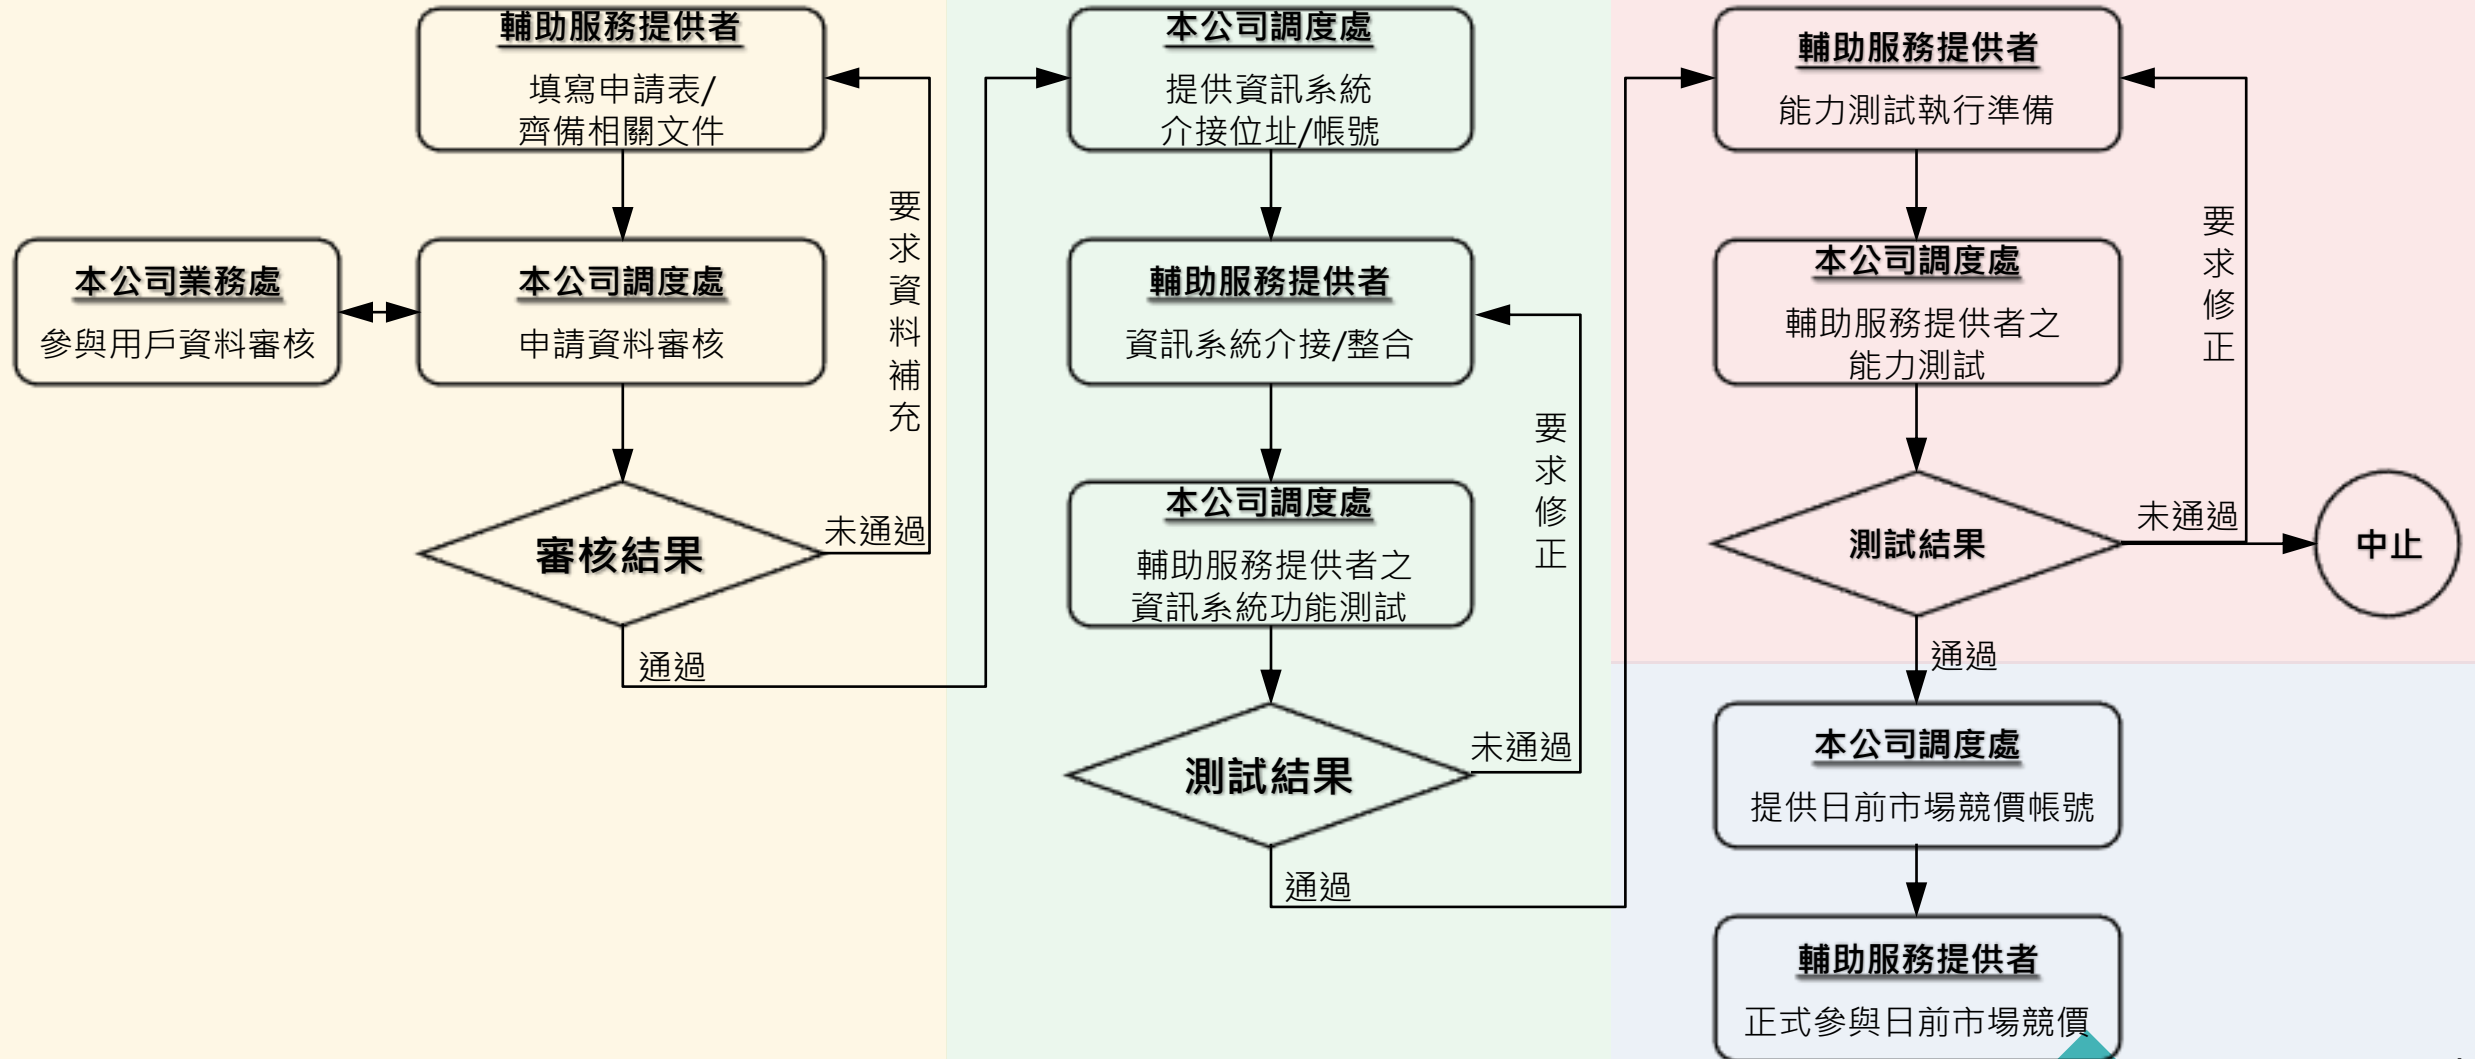 輔助服務提供者
填寫申請表/
齊備相關文件
要求資料補充
本公司業務處
參與用戶資料審核
本公司調度處
申請資料審核
審核結果
未通過
通過
本公司調度處
提供資訊系統
介接位址/帳號
輔助服務提供者
資訊系統介接/整合
要求修正
本公司調度處
輔助服務提供者之
資訊系統功能測試
測試結果
未通過
通過
輔助服務提供者
能力測試執行準備
要求修正
本公司調度處
輔助服務提供者之
能力測試
測試結果
未通過
中止
通過
本公司調度處
提供日前市場競價帳號
輔助服務提供者
正式參與日前市場競價